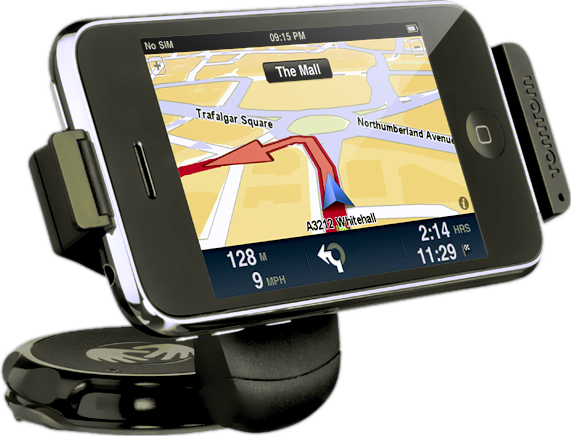 No SIM
09:15 PM
The Mall
Trafalgar Square
Northumberland Avenue
A3212 Whitehall
128 M
2:14 HRS
9 MPH
11:29
TOMTOM